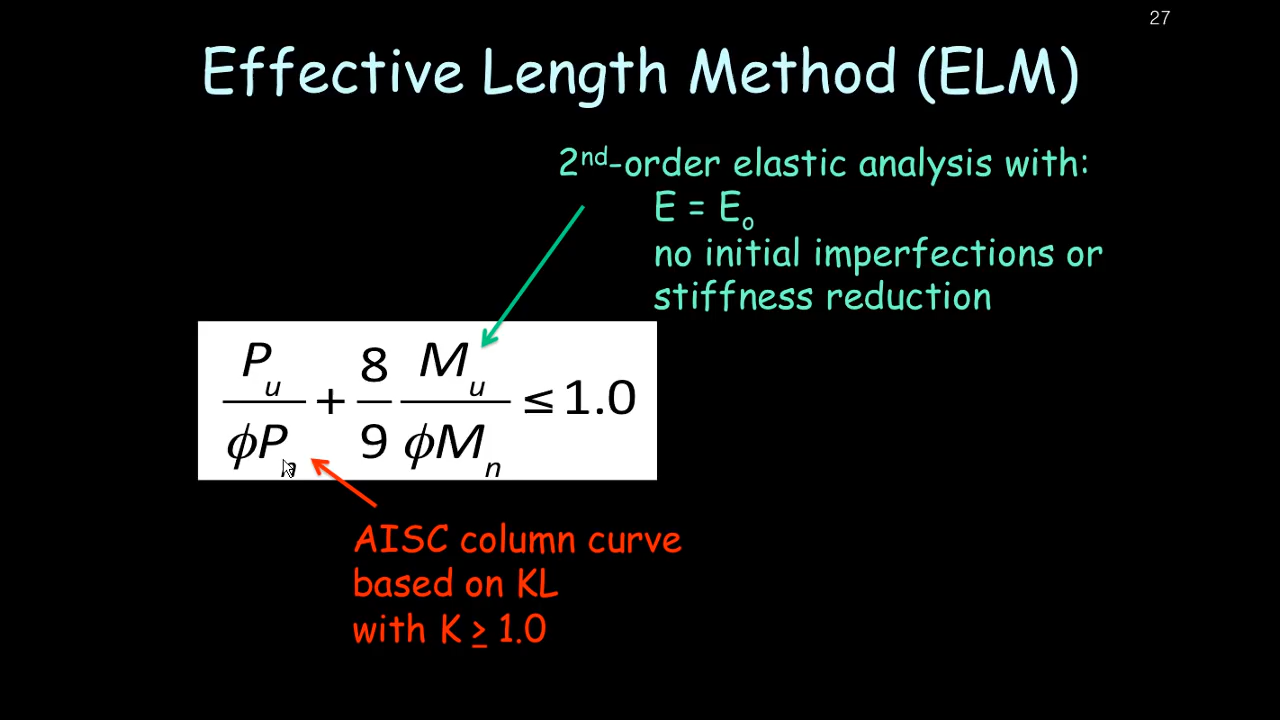 27
Effective Length Method (ELM)
2nd-order elastic analysis with:
E = Eo
no initial imperfections or
stiffness reduction
Pu/ϕPn + 8/9 Mu/ϕMn ≤ 1.0
AISC column curve
based on KL
with K ≥ 1.0